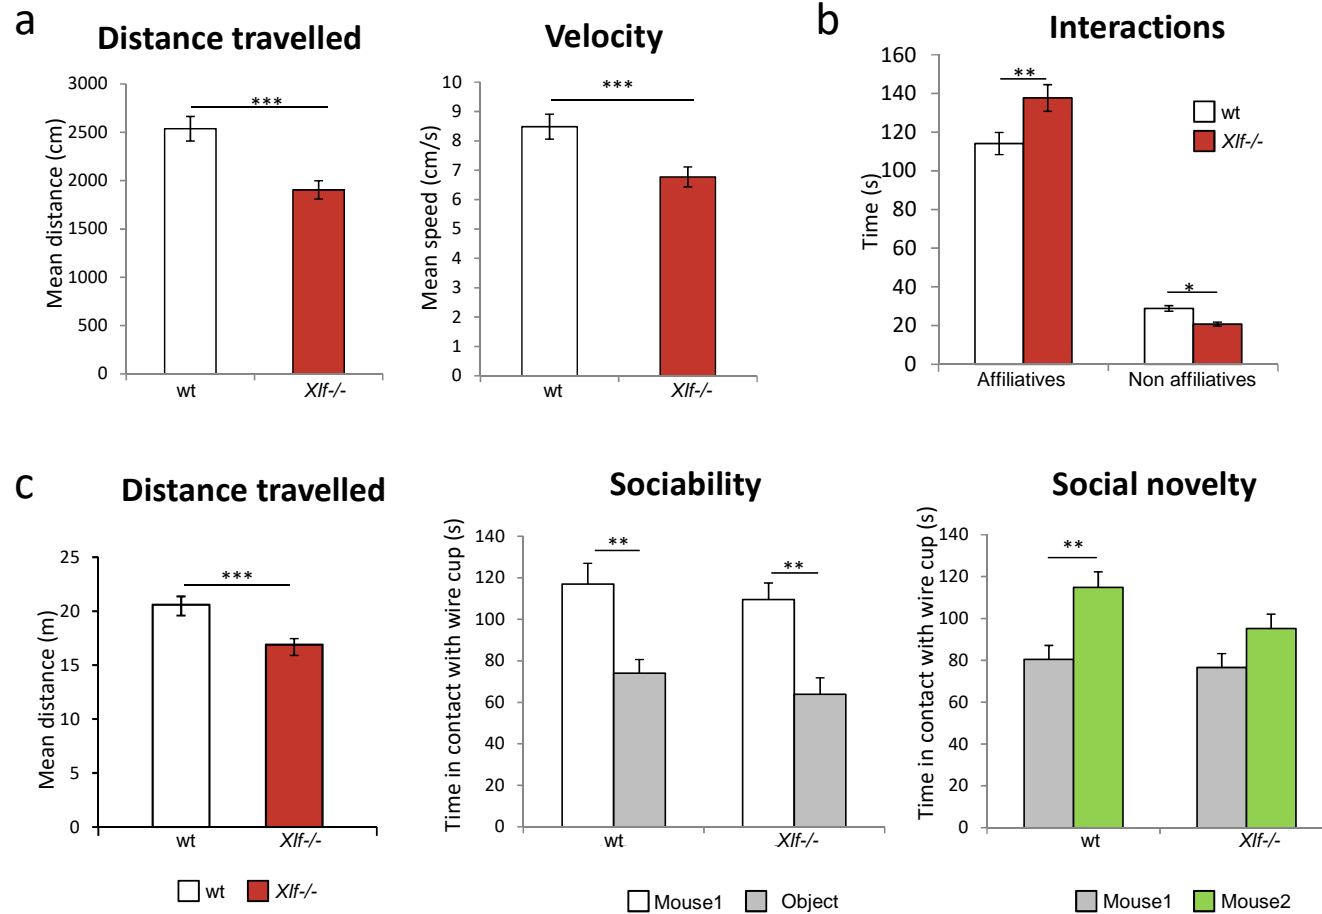 a
Distance travelled
Mean distance (cm)
3000
2500
2000
1500
1000
500
0
***
wt
Xlf-/-
Velocity
Mean speed (cm/s)
10
9
8
7
6
5
4
3
2
1
0
***
wt
Xlf-/-
b
Interactions
Time (s)
160
140
120
100
80
60
40
20
0
**
*
wt
Xlf-/-
Affiliatives
Non affiliatives
c
Distance travelled
Mean distance (m)
25
20
15
10
5
0
***
wt
Xlf-/-
wt
Xlf-/-
Sociability
Time in contact with wire cup (s)
140
120
100
80
60
40
20
0
**
**
wt
Xlf-/-
Mouse1
Object
Social novelty
Time in contact with wire cup (s)
140
120
100
80
60
40
20
0
**
wt
Xlf-/-
Mouse1
Mouse2